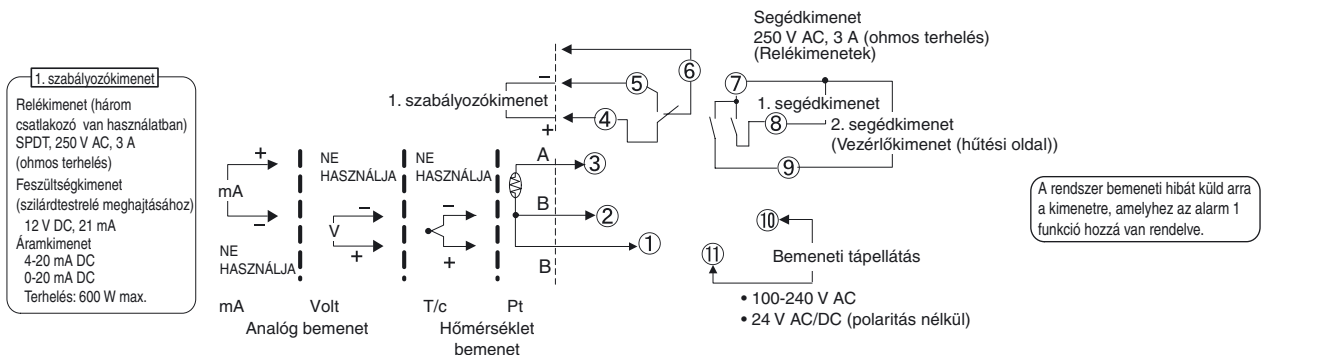 1. szabályozókimenet
Relékimenet (három
csatlakozó van használatban)
SPDT, 250 V AC, 3 A
(ohmos terhelés)
Feszültségkimenet
(szilárdtestrelé meghajtásához)
12 V DC, 21 mA
Áramkimenet
4-20 mA DC
0-20 mA DC
Terhelés: 600 W max.
+
mA
–
NE
HASZNÁLJA
mA
NE
HASZNÁLJA
–
V
+
Volt
Analóg bemenet
NE
HASZNÁLJA
–
+
T/c
A
B
B
Pt
Hőmérséklet
bemenet
1. szabályozókimenet
–
+
⑥
⑤
④
③
②
①
Segédkimenet
250 V AC, 3 A (ohmos terhelés)
(Relékimenetek)
⑦
1. segédkimenet
⑧
2. segédkimenet
(Vezérlőkimenet (hűtési oldal))
⑨
⑩
⑪
Bemeneti tápellátás
• 100-240 V AC
• 24 V AC/DC (polaritás nélkül)
A rendszer bemeneti hibát küld arra
a kimenetre, amelyhez az alarm 1
funkció hozzá van rendelve.